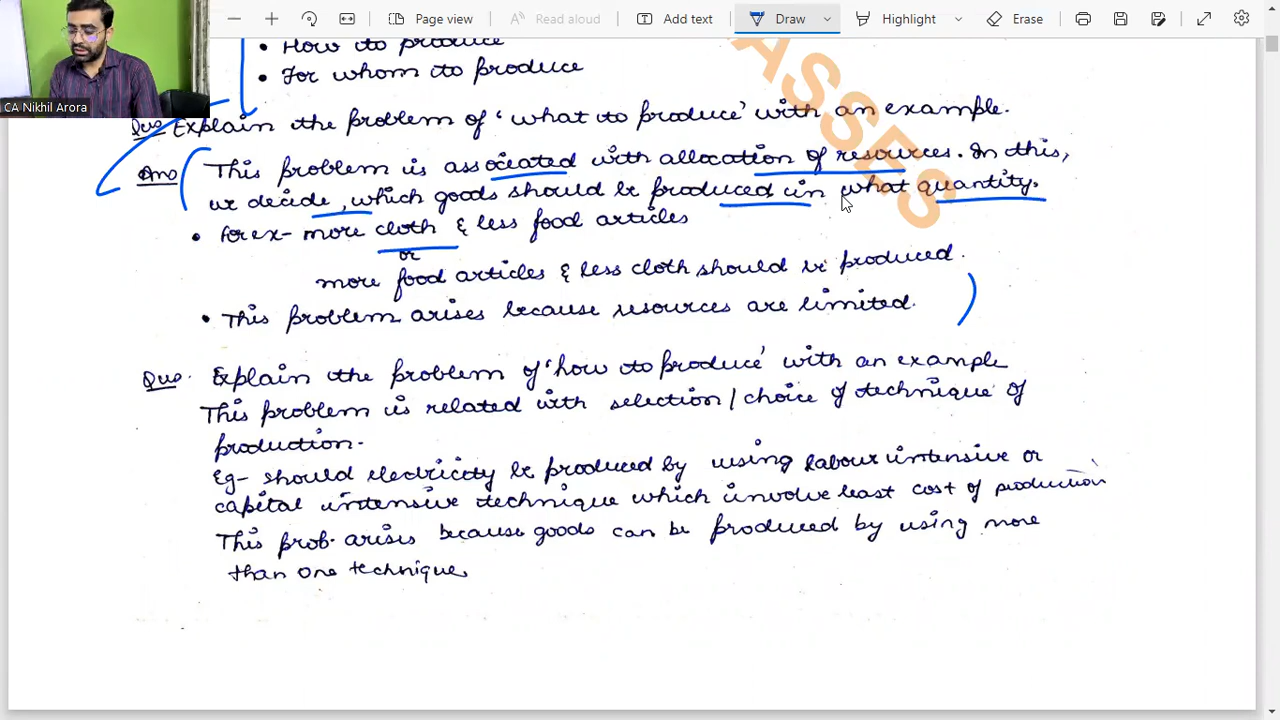 Page view
Read aloud
Add text
Draw
Highlight
Erase
CA Nikhil Arora
ASSES
• How to produce
• For whom to produce
Que Explain the problem of 'what to produce' with an example.
Ans This problem is associated with allocation of resources. In this,
we decide, which goods should be produced in what quantity.
• For ex- more cloth & less food articles
or
more food articles & less cloth should be produced.
• This problem arises because resources are limited.
Que. Explain the problem of 'how to produce' with an example
This problem is related with selection/choice of technique of
production.
Eg- should electricity be produced by using labour intensive or
capital intensive technique which involve least cost of production
This prob. arises because goods can be produced by using more
than one technique.